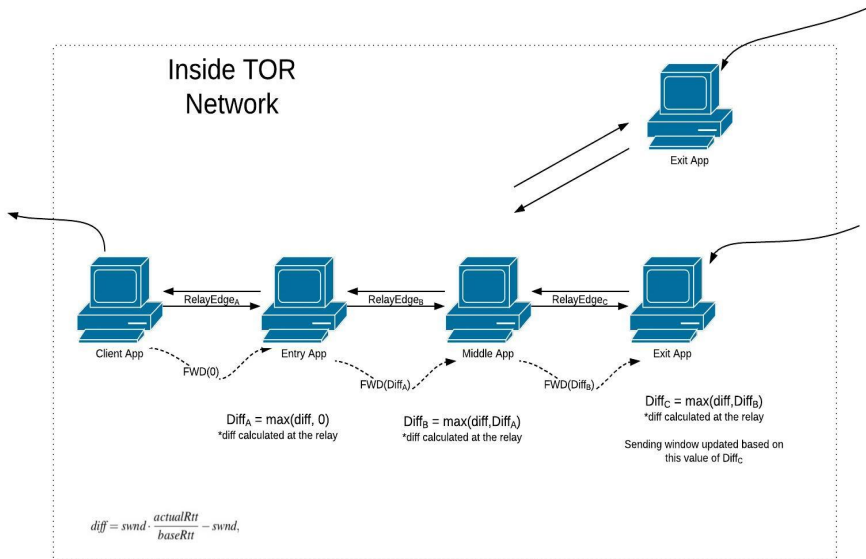 Inside TOR
Network
Exit App
RelayEdgeA
RelayEdgeB
RelayEdgeC
Client App
Entry App
Middle App
Exit App
FWD(0)
FWD(DiffA)
FWD(DiffB)
DiffA = max(diff, 0)
*diff calculated at the relay
DiffB = max(diff,DiffA)
*diff calculated at the relay
DiffC = max(diff,DiffB)
*diff calculated at the relay
Sending window updated based on
this value of DiffC
diff = swnd · actualRtt / baseRtt − swnd,